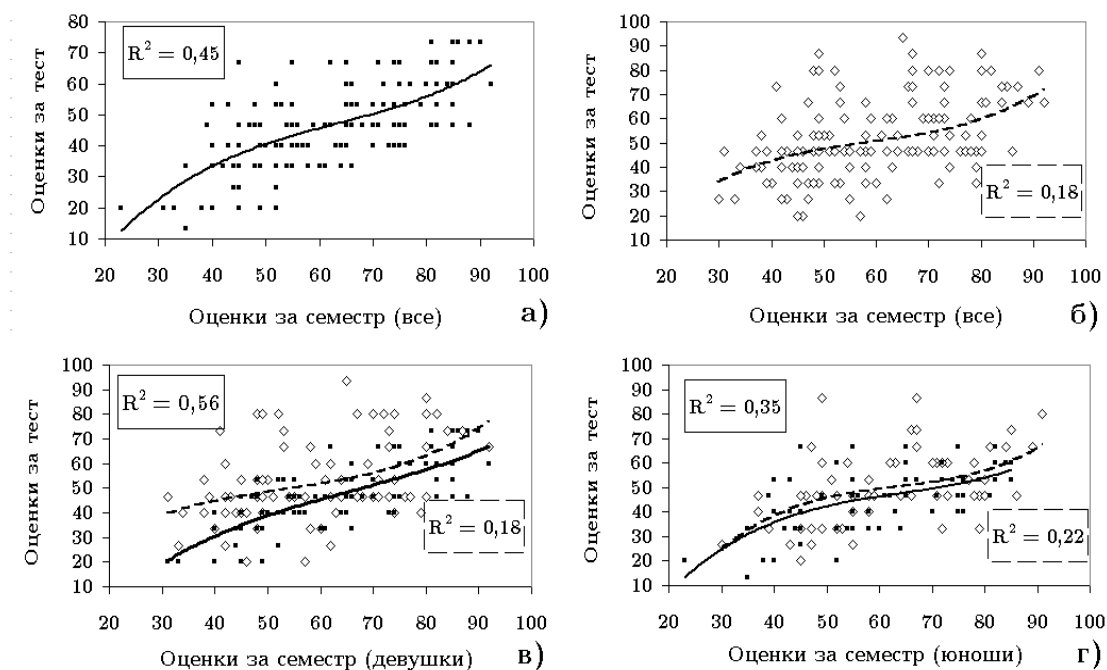 80
70
60
50
40
30
20
10
Оценки за тест
R² = 0,45
20 30 40 50 60 70 80 90 100
Оценки за семестр (все)
а)
100
90
80
70
60
50
40
30
20
10
Оценки за тест
R² = 0,18
20 30 40 50 60 70 80 90 100
Оценки за семестр (все)
б)
100
90
80
70
60
50
40
30
20
10
Оценки за тест
R² = 0,56
R² = 0,18
20 30 40 50 60 70 80 90 100
Оценки за семестр (девушки)
в)
100
90
80
70
60
50
40
30
20
10
Оценки за тест
R² = 0,35
R² = 0,22
20 30 40 50 60 70 80 90 100
Оценки за семестр (юноши)
г)